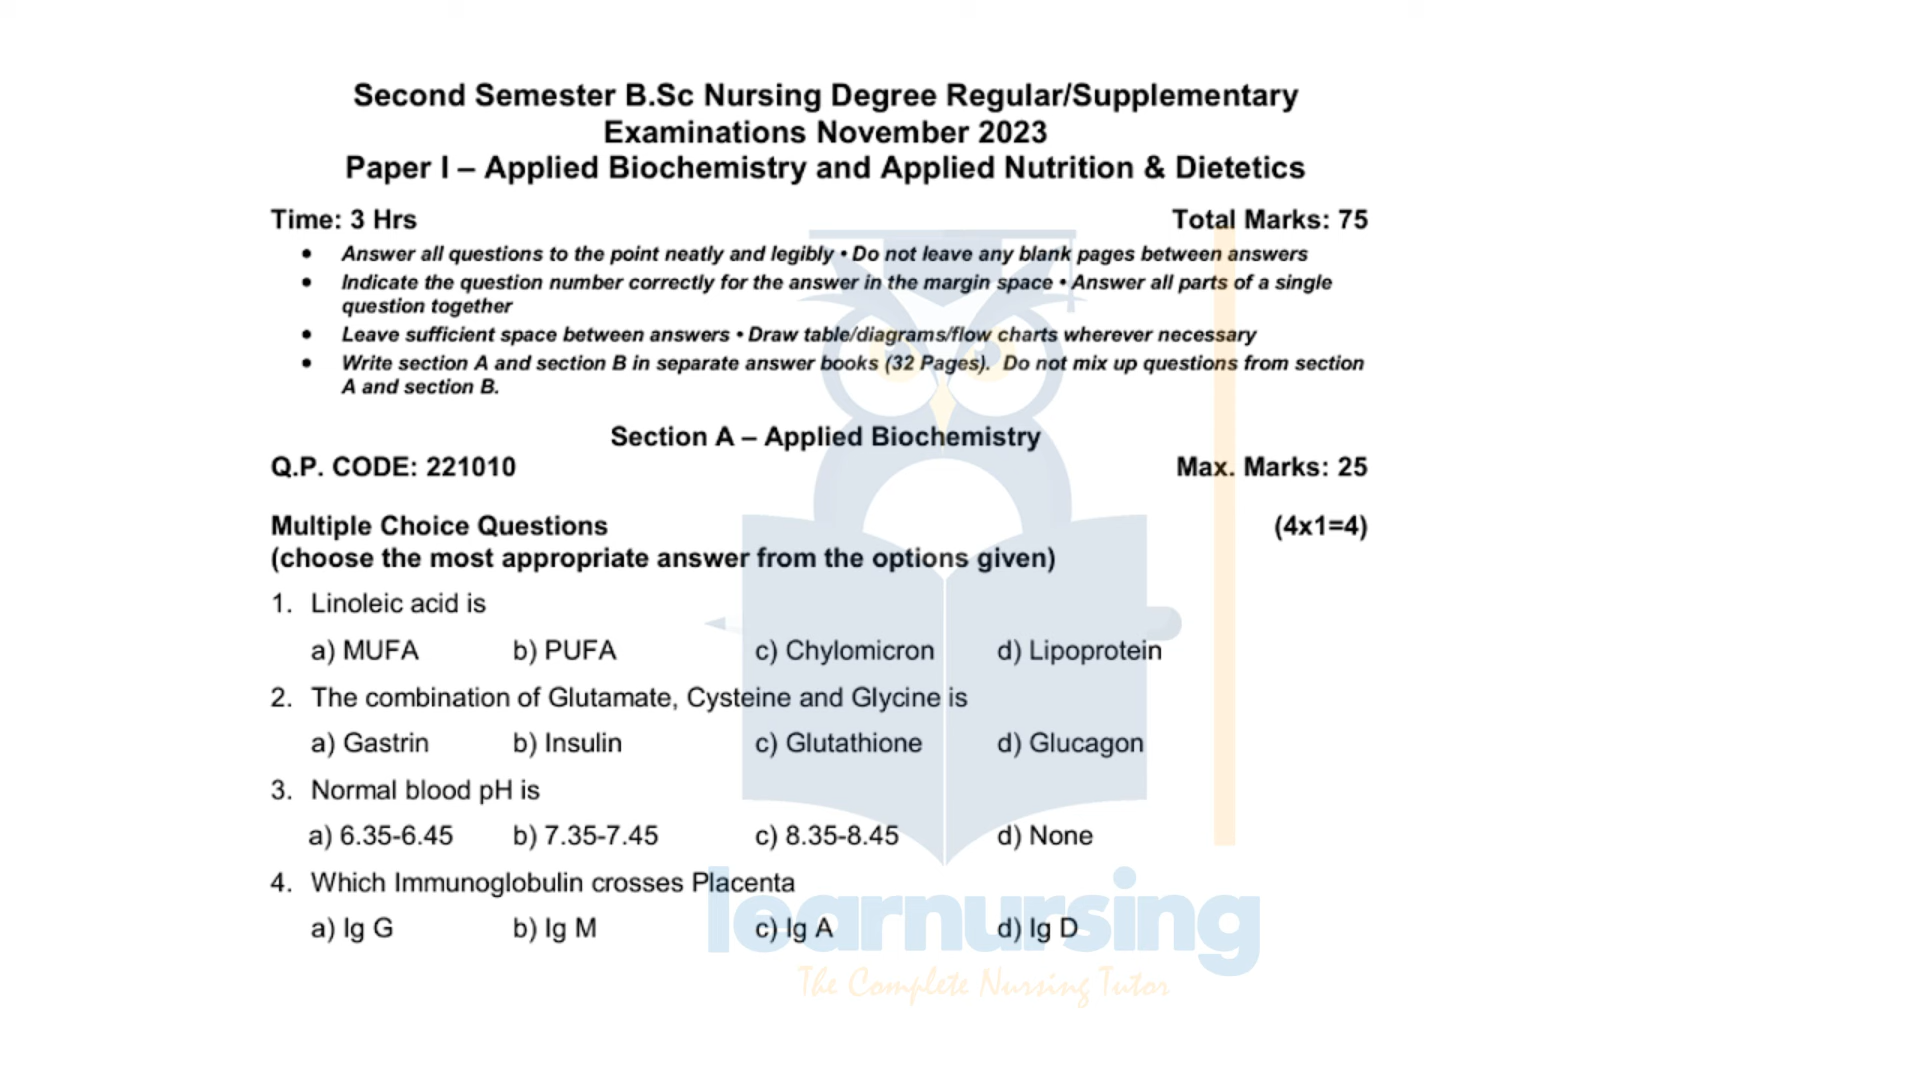 Second Semester B.Sc Nursing Degree Regular/Supplementary
Examinations November 2023
Paper I – Applied Biochemistry and Applied Nutrition & Dietetics
Time: 3 Hrs Total Marks: 75
• Answer all questions to the point neatly and legibly • Do not leave any blank pages between answers
• Indicate the question number correctly for the answer in the margin space • Answer all parts of a single
question together
• Leave sufficient space between answers • Draw table/diagrams/flow charts wherever necessary
• Write section A and section B in separate answer books (32 Pages). Do not mix up questions from section
A and section B.
Section A – Applied Biochemistry
Q.P. CODE: 221010 Max. Marks: 25
Multiple Choice Questions (4x1=4)
(choose the most appropriate answer from the options given)
1. Linoleic acid is
a) MUFA b) PUFA c) Chylomicron d) Lipoprotein
2. The combination of Glutamate, Cysteine and Glycine is
a) Gastrin b) Insulin c) Glutathione d) Glucagon
3. Normal blood pH is
a) 6.35-6.45 b) 7.35-7.45 c) 8.35-8.45 d) None
4. Which Immunoglobulin crosses Placenta
a) Ig G b) Ig M c) Ig A d) Ig D
learnursing
The Complete Nursing Tutor